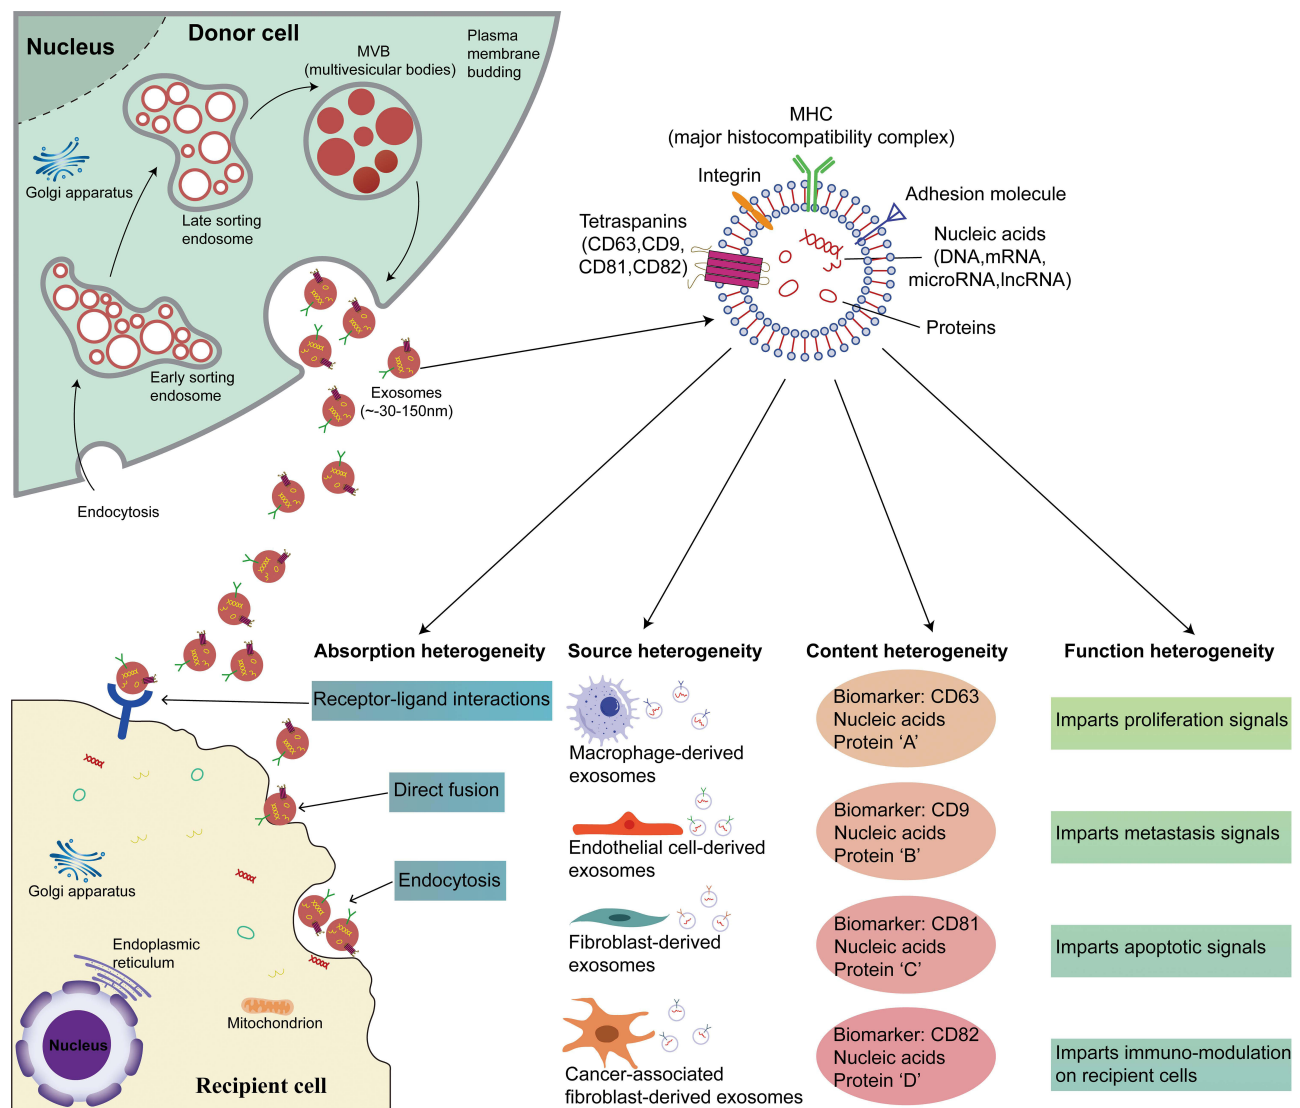 Nucleus
Donor cell
MVB
(multivesicular bodies)
Plasma
membrane
budding
Golgi apparatus
Late sorting
endosome
Early sorting
endosome
Endocytosis
Exosomes
(~-30-150nm)
MHC
(major histocompatibility complex)
Integrin
Adhesion molecule
Tetraspanins
(CD63,CD9,
CD81,CD82)
Nucleic acids
(DNA,mRNA,
microRNA,lncRNA)
Proteins
Absorption heterogeneity
Receptor-ligand interactions
Direct fusion
Endocytosis
Source heterogeneity
Macrophage-derived
exosomes
Endothelial cell-derived
exosomes
Fibroblast-derived
exosomes
Cancer-associated
fibroblast-derived exosomes
Content heterogeneity
Biomarker: CD63
Nucleic acids
Protein ‘A’
Biomarker: CD9
Nucleic acids
Protein ‘B’
Biomarker: CD81
Nucleic acids
Protein ‘C’
Biomarker: CD82
Nucleic acids
Protein ‘D’
Function heterogeneity
Imparts proliferation signals
Imparts metastasis signals
Imparts apoptotic signals
Imparts immuno-modulation
on recipient cells
Golgi apparatus
Endoplasmic
reticulum
Mitochondrion
Nucleus
Recipient cell